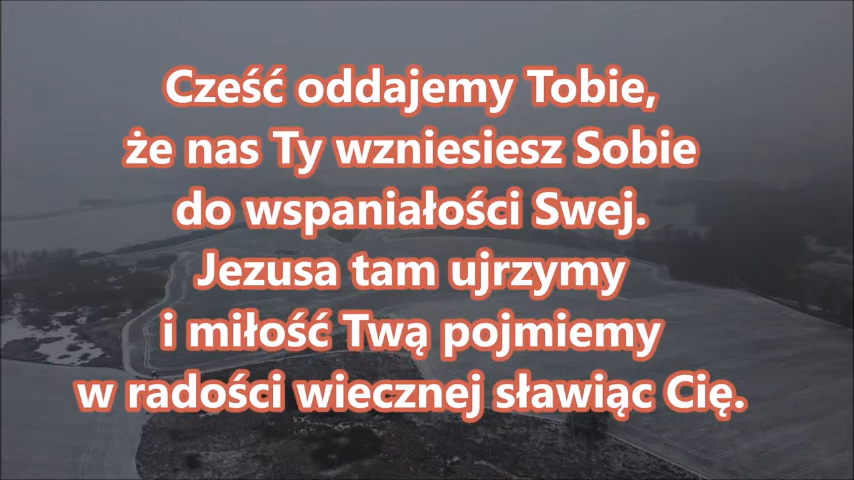 Cześć oddajemy Tobie,
że nas Ty wzniesiesz Sobie
do wspaniałości Swej.
Jezusa tam ujrzymy
i miłość Twą pojmiemy
w radości wiecznej sławiąc Cię.